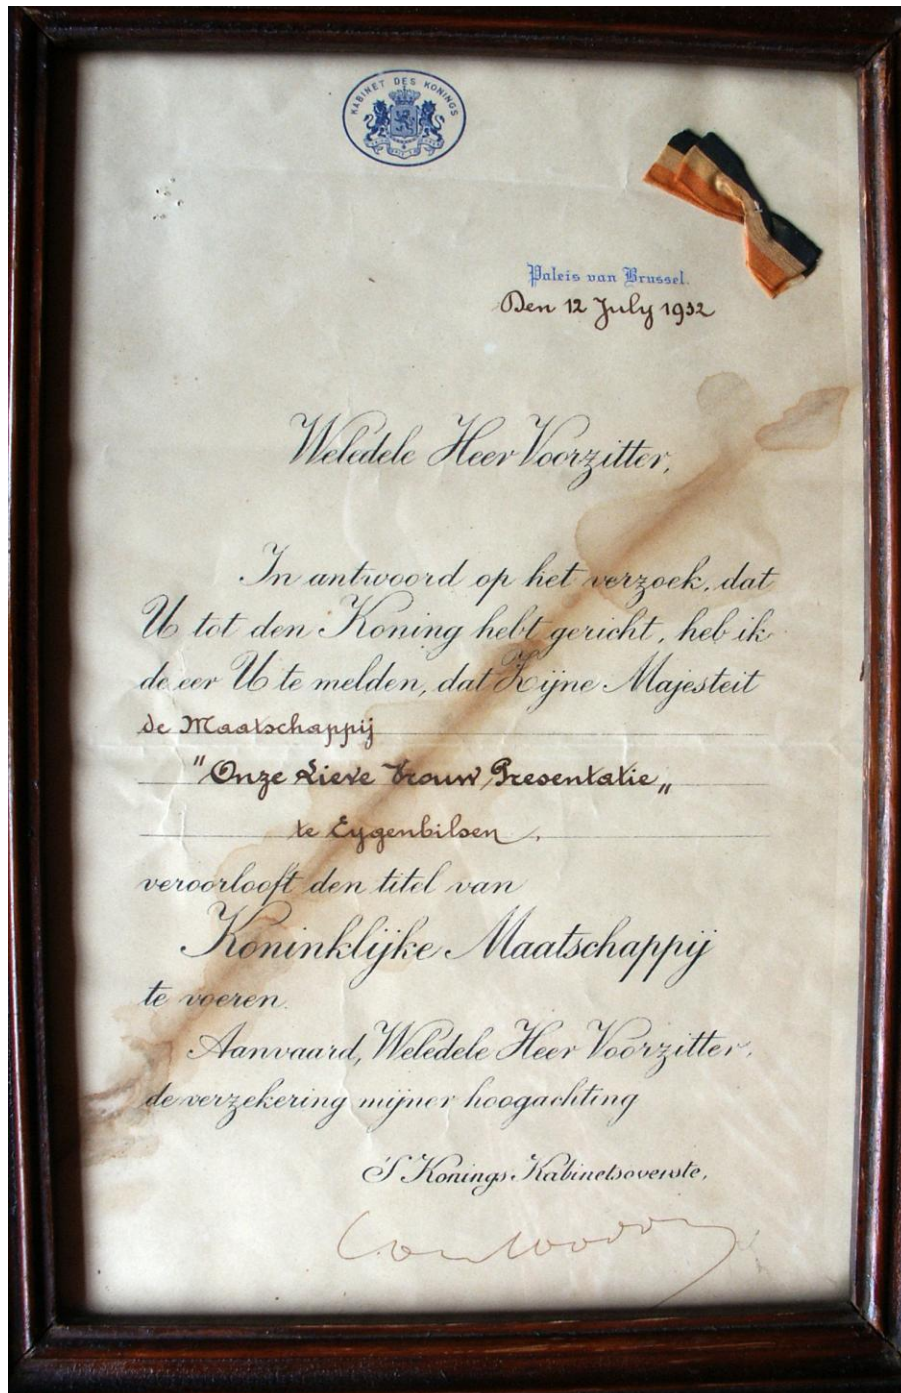 KABINET DES KONINGS
Paleis van Brussel.
Den 12 July 1932
Weledele Heer Voorzitter,
In antwoord op het verzoek, dat
U tot den Koning hebt gericht, heb ik
de eer U te melden, dat Zijne Majesteit
de Maatschappij
"Onze Lieve Vrouw Presentatie„
te Eygenbilsen.
veroorlooft den titel van
Koninklijke Maatschappij
te voeren.
Aanvaard, Weledele Heer Voorzitter,
de verzekering mijner hoogachting
'S Konings Kabinetsoverste,